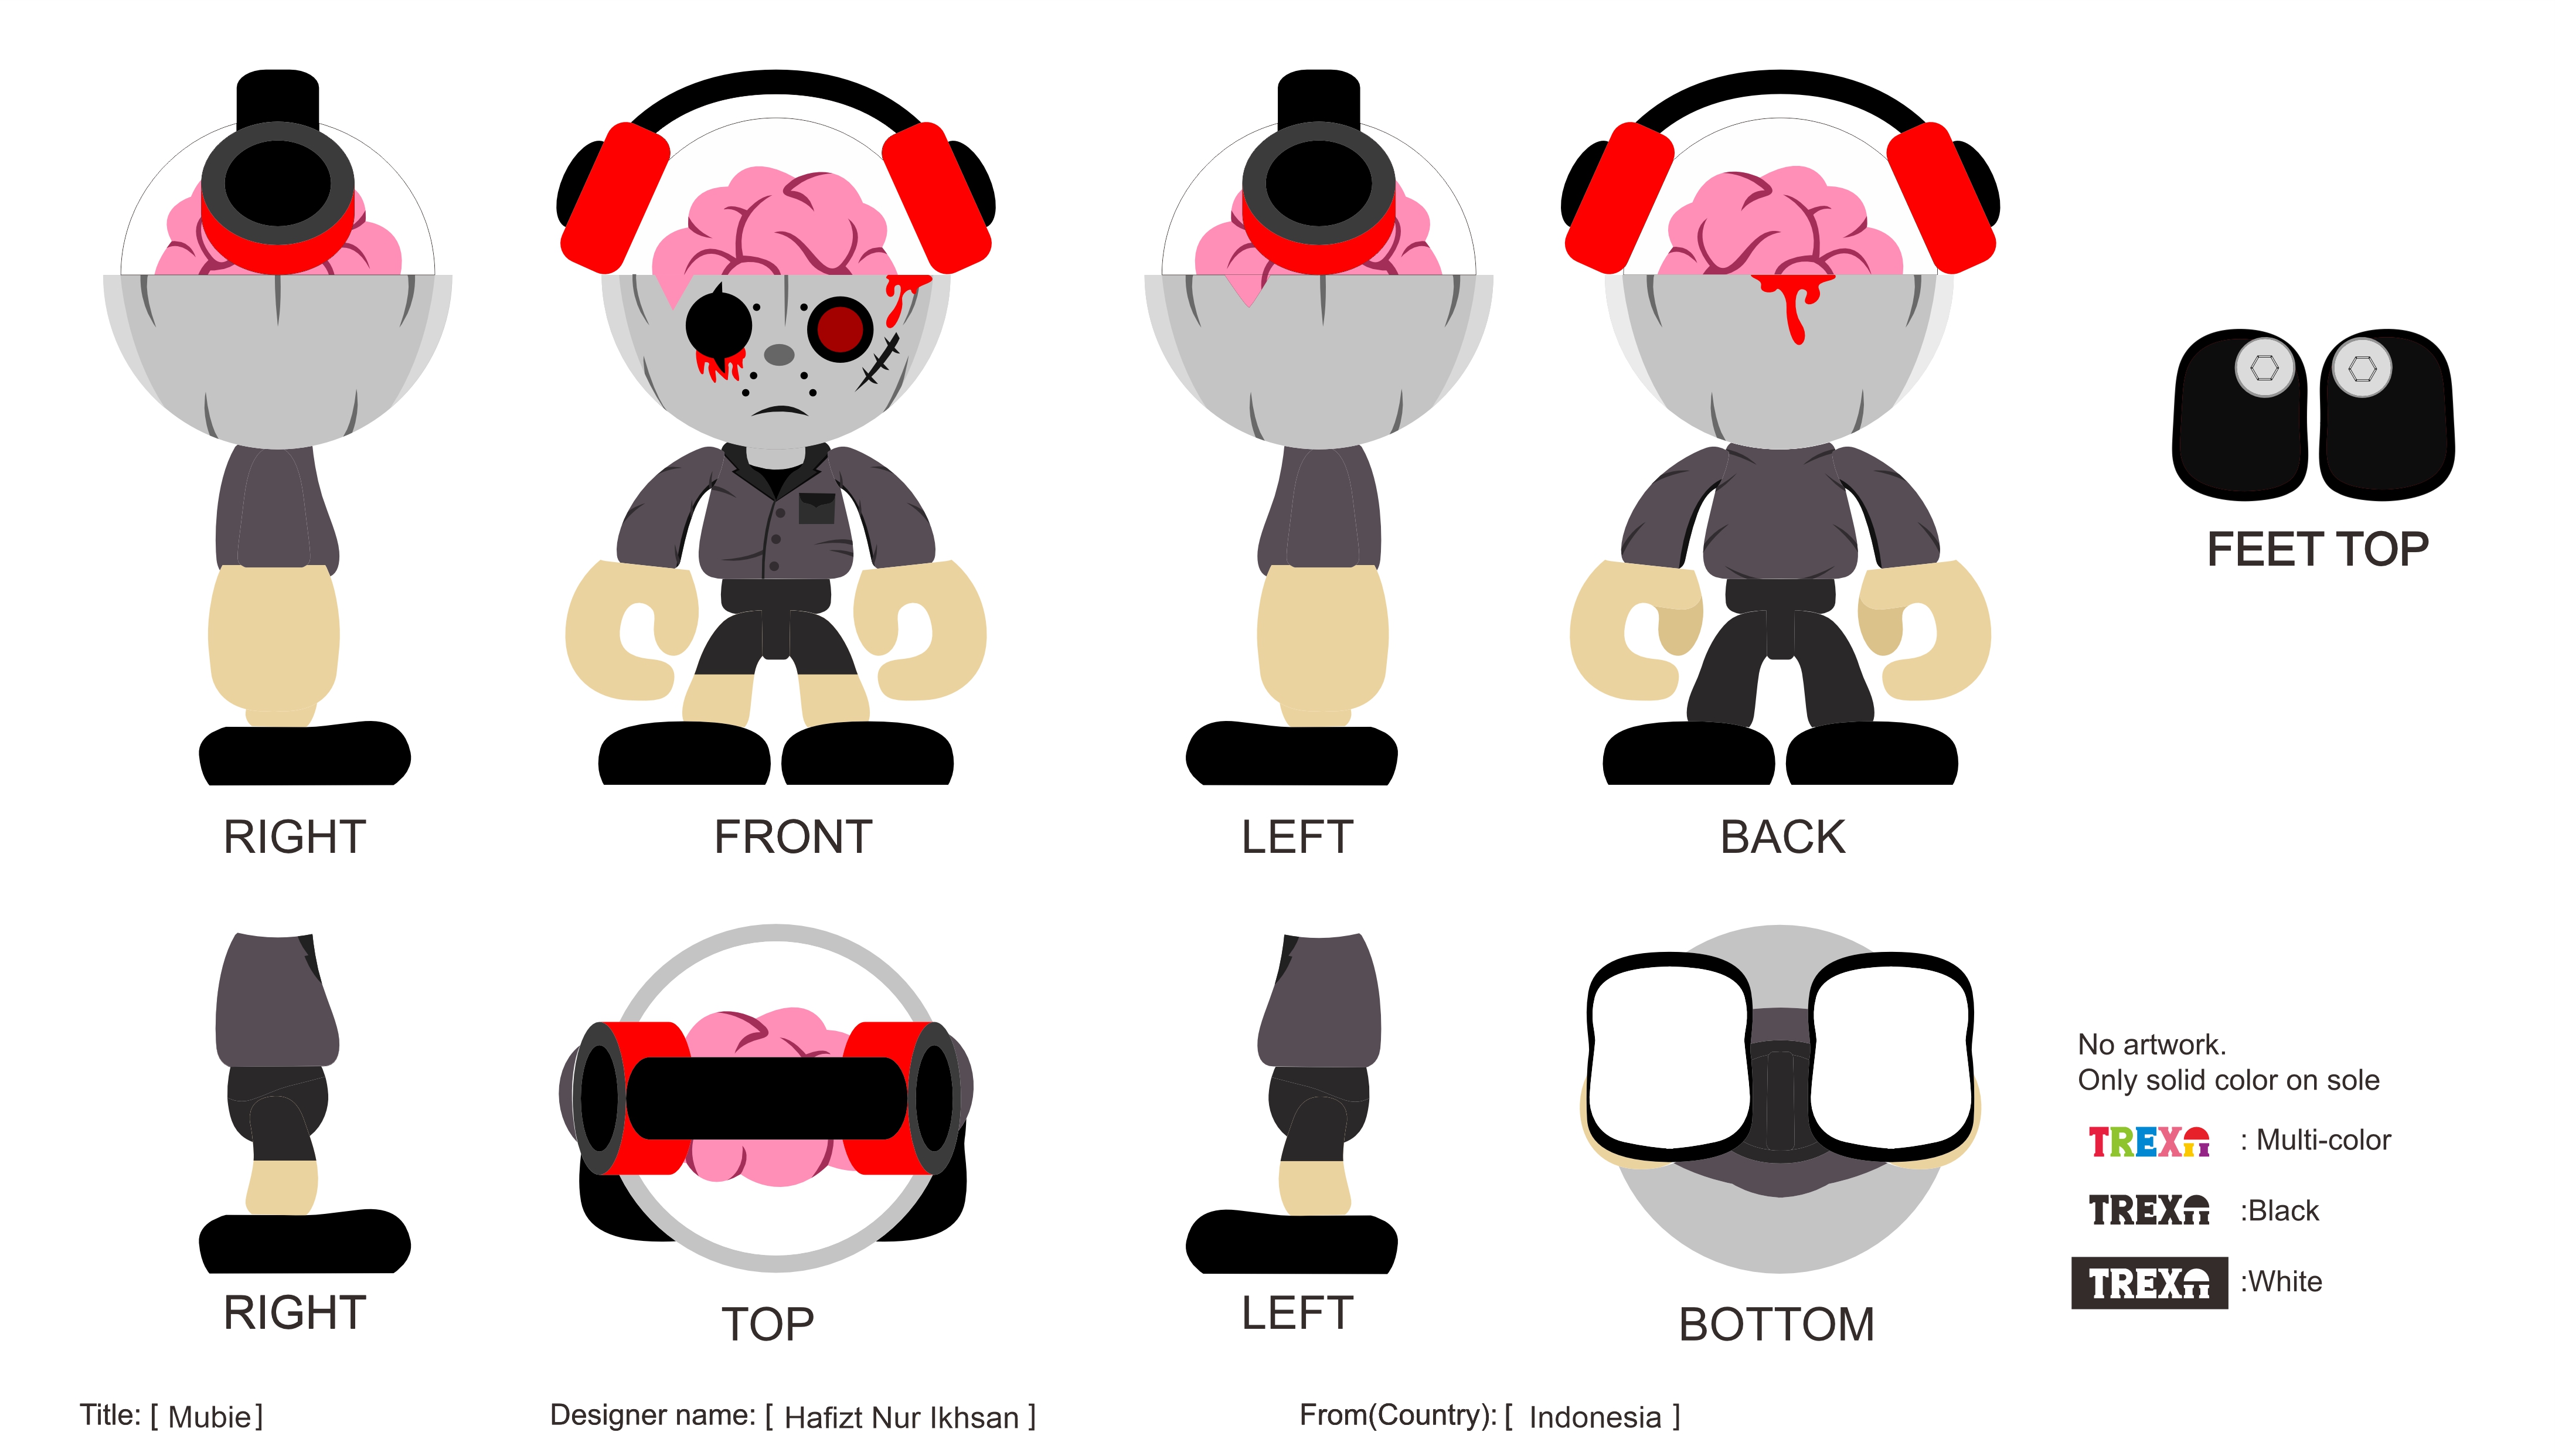 FEET TOP
RIGHT
FRONT
LEFT
BACK
RIGHT
TOP
LEFT
BOTTOM
No artwork.
Only solid color on sole
TREXA : Multi-color
TREXA :Black
TREXA :White
Title: [ Mubie ]
Designer name: [ Hafizt Nur Ikhsan ]
From(Country): [ Indonesia ]